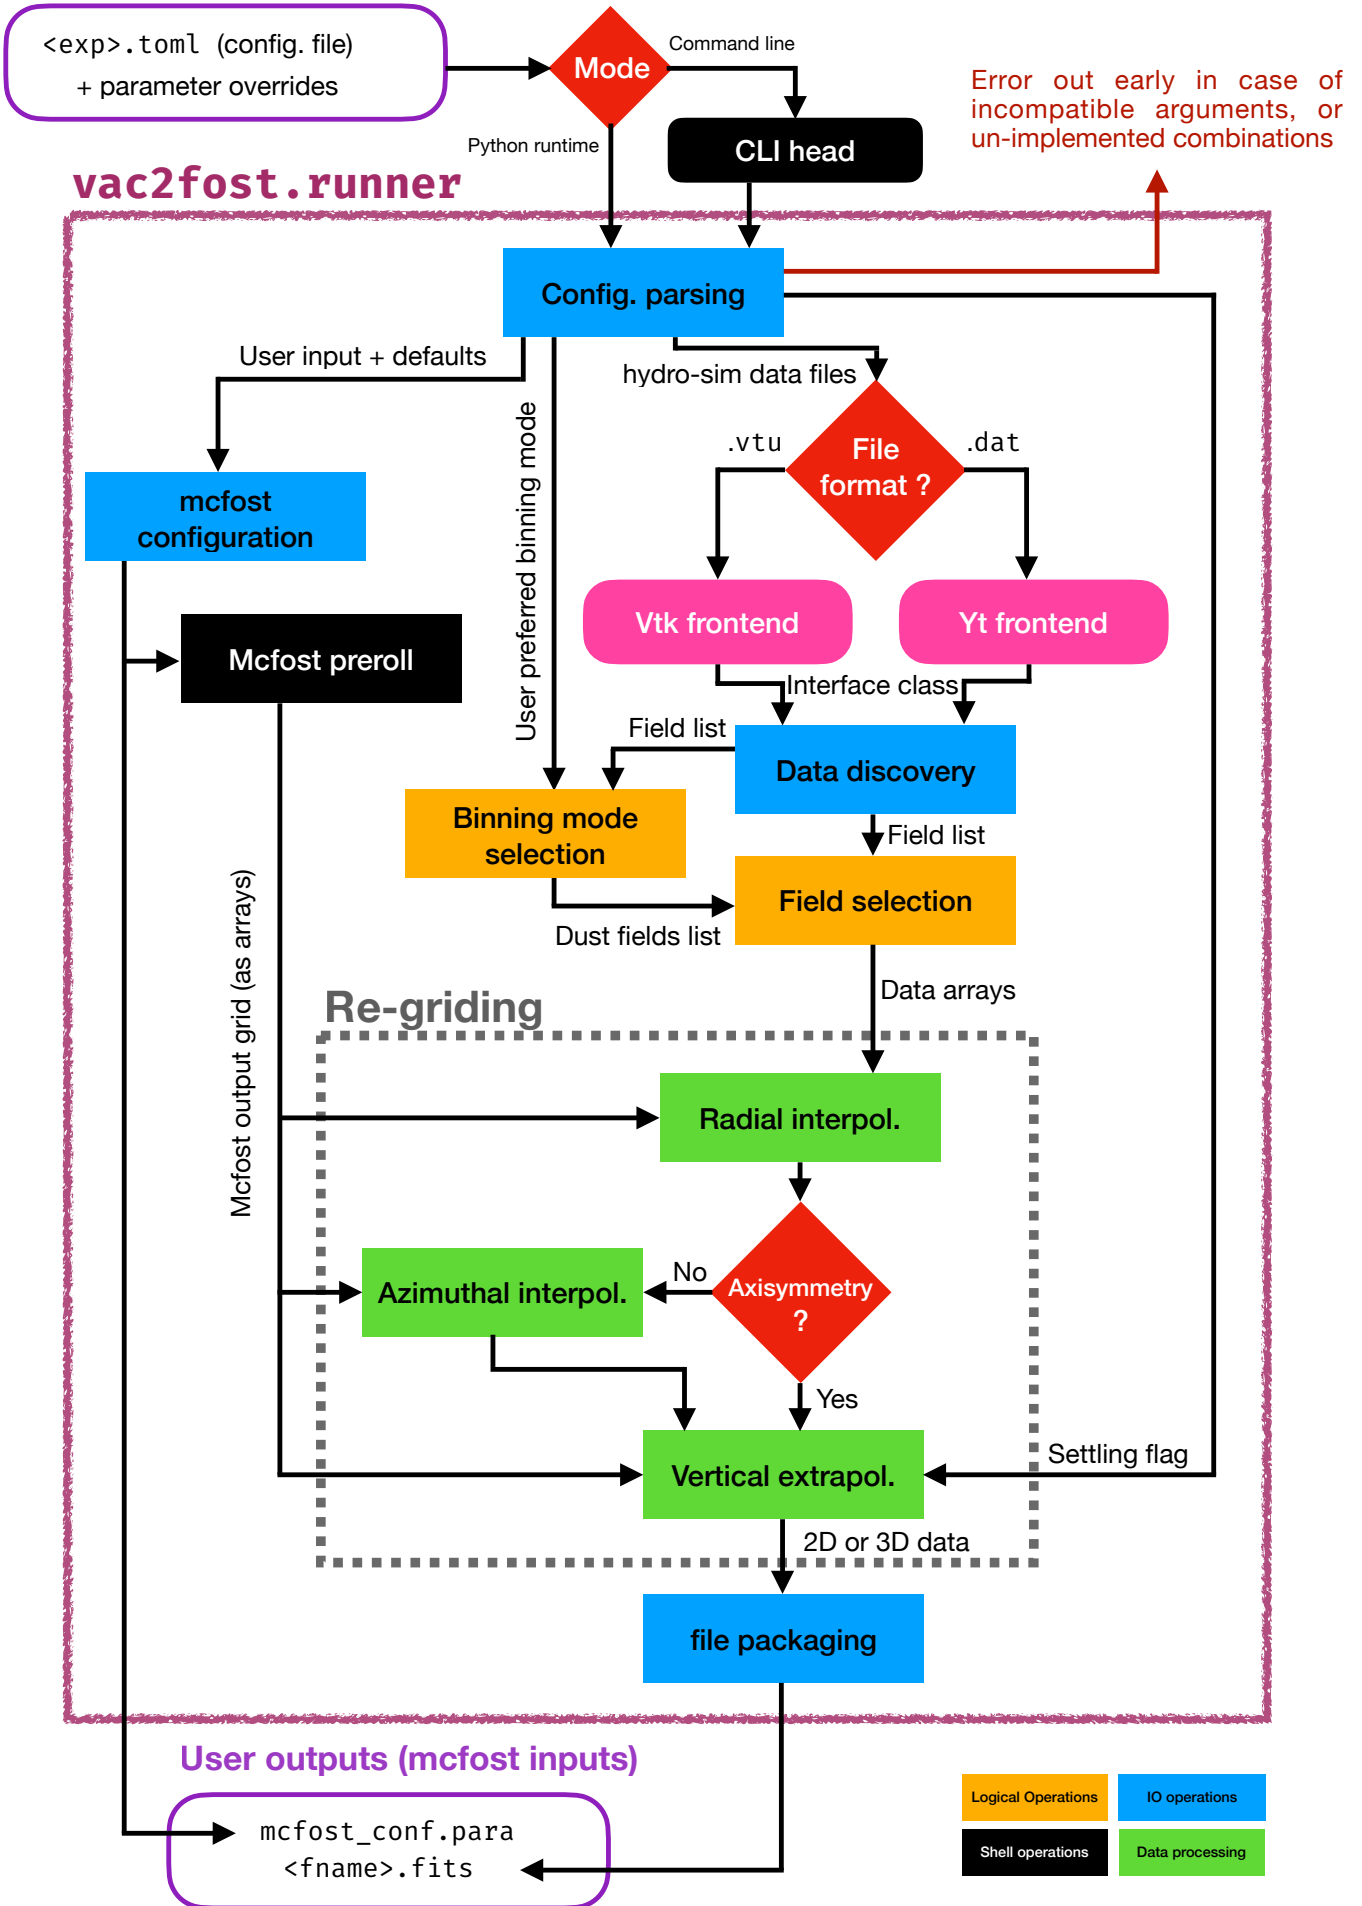 <exp>.toml (config. file)
+ parameter overrides
Mode
Command line
Error out early in case of
incompatible arguments, or
un-implemented combinations
Python runtime
CLI head
vac2fost.runner
Config. parsing
User input + defaults
hydro-sim data files
.vtu
File
format ?
.dat
User preferred binning mode
mcfost
configuration
Vtk frontend
Yt frontend
Mcfost preroll
Interface class
Field list
Data discovery
Binning mode
selection
Field list
Field selection
Dust fields list
Mcfost output grid (as arrays)
Data arrays
Re-griding
Radial interpol.
Azimuthal interpol.
No
Axisymmetry
?
Yes
Settling flag
Vertical extrapol.
2D or 3D data
file packaging
User outputs (mcfost inputs)
mcfost_conf.para
<fname>.fits
Logical Operations
IO operations
Shell operations
Data processing